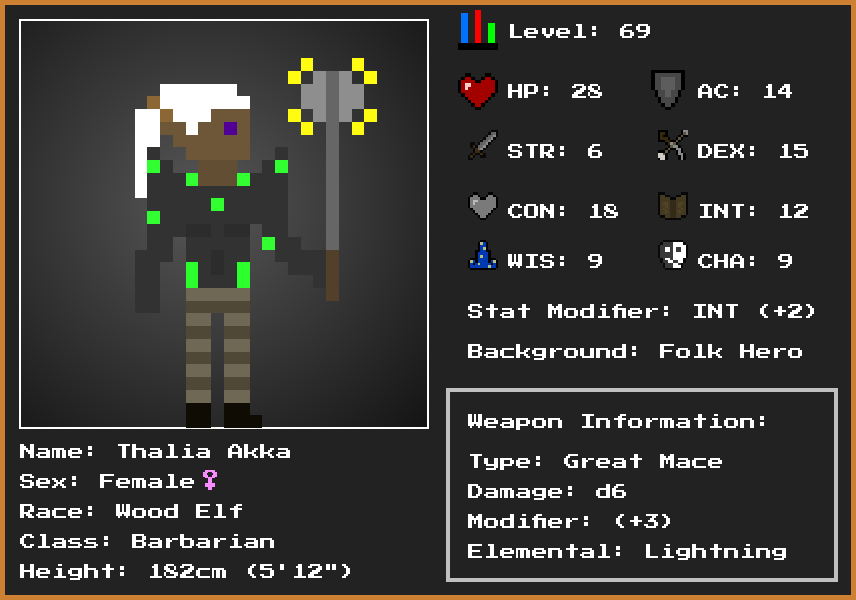 Level: 69
HP: 28
AC: 14
STR: 6
DEX: 15
CON: 18
INT: 12
WIS: 9
CHA: 9
Stat Modifier: INT (+2)
Background: Folk Hero
Name: Thalia Akka
Sex: Female♀
Race: Wood Elf
Class: Barbarian
Height: 182cm (5'12")
Weapon Information:
Type: Great Mace
Damage: d6
Modifier: (+3)
Elemental: Lightning